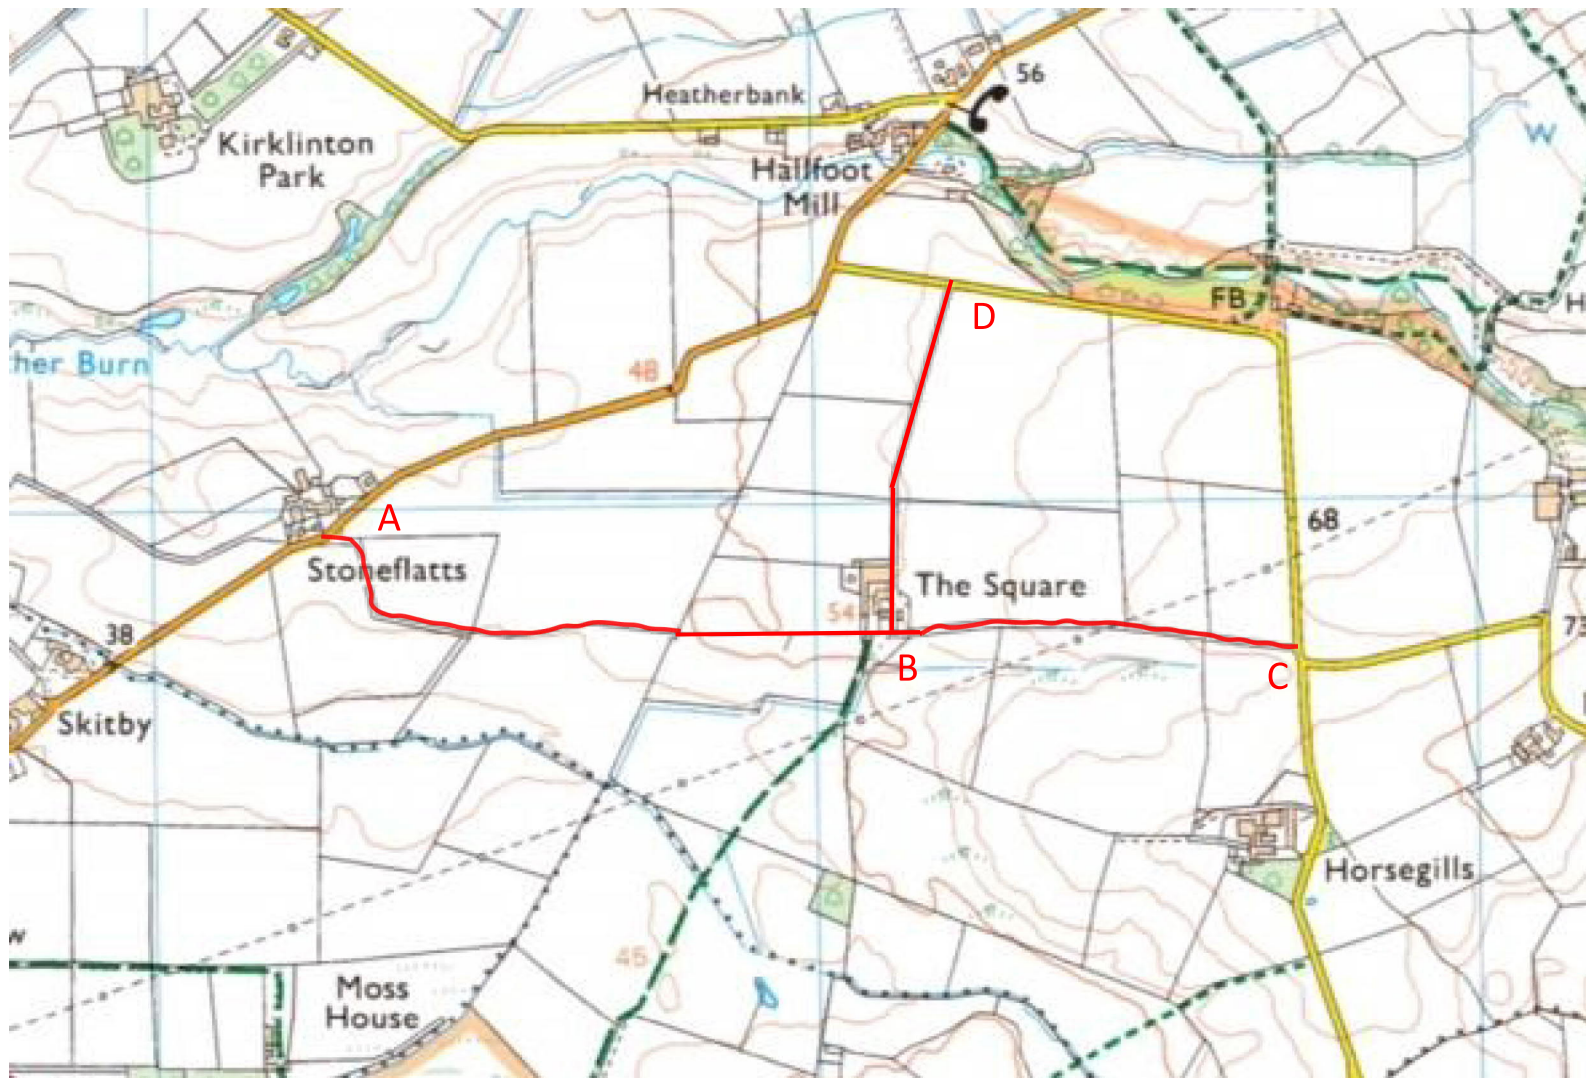 56
Heatherbank
W
Kirklinton
Park
Hallfoot
Mill
FB
H
D
her Burn
48
A
68
Stoneflatts
The Square
54
38
73
B
C
Skitby
Horsegills
w
45
Moss
House